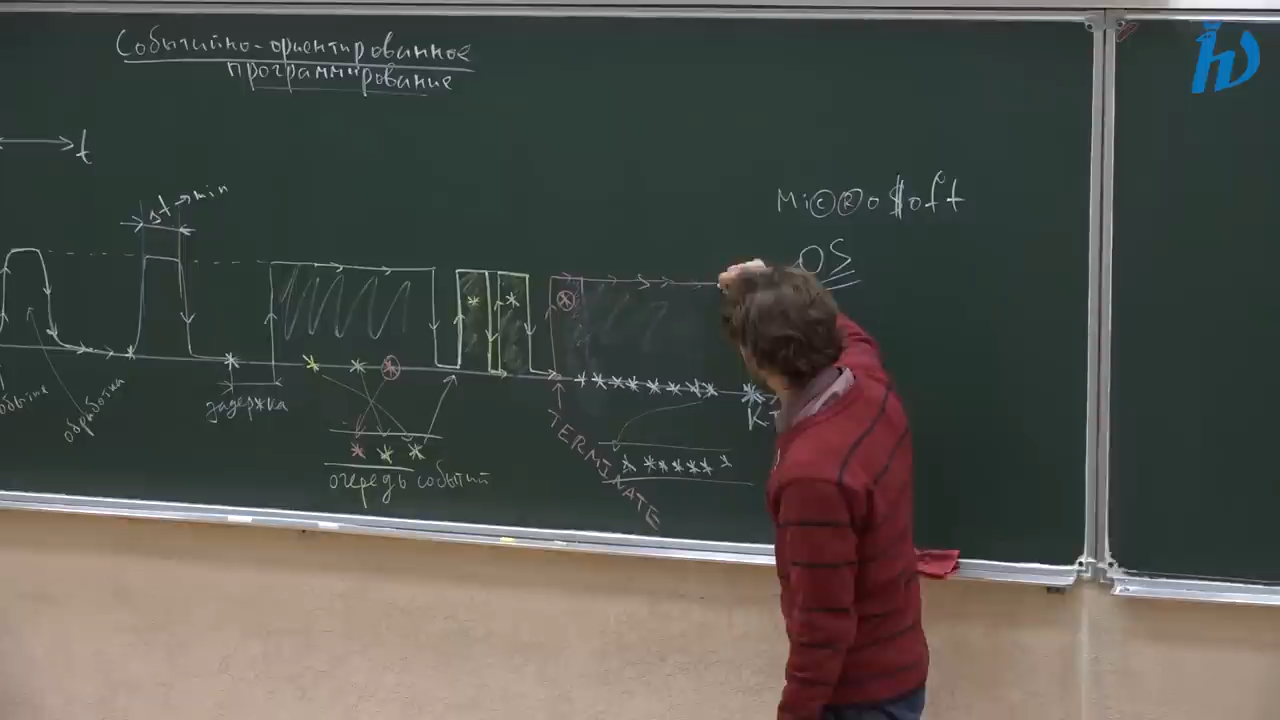 Событийно-ориентированное
программирование
t
Δt → min
Mi©®o$oft
OS
обработка
задержка
очередь событий
TERMINATE
K